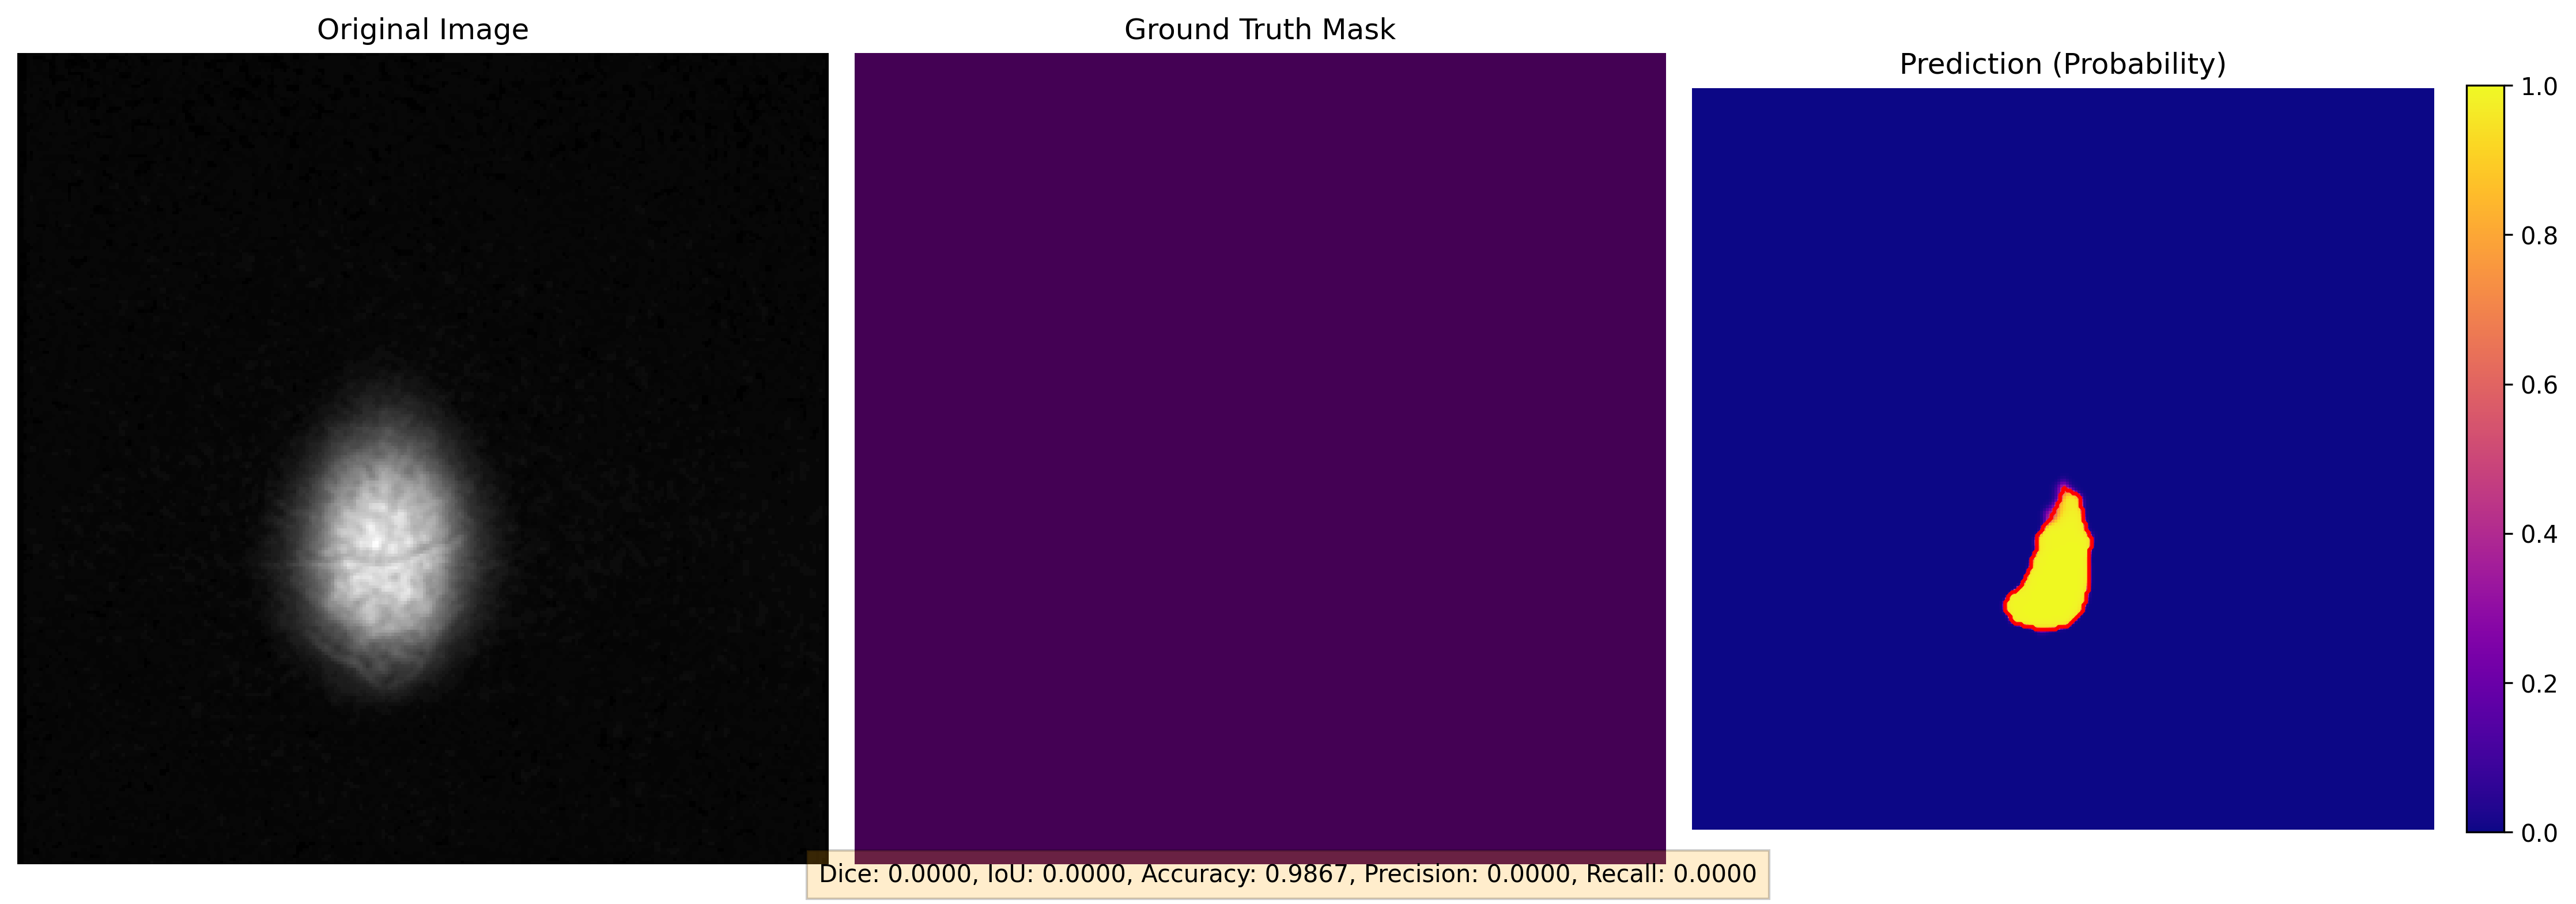 Original Image
Ground Truth Mask
Prediction (Probability)
1.0
0.8
0.6
0.4
0.2
0.0
Dice: 0.0000, IoU: 0.0000, Accuracy: 0.9867, Precision: 0.0000, Recall: 0.0000